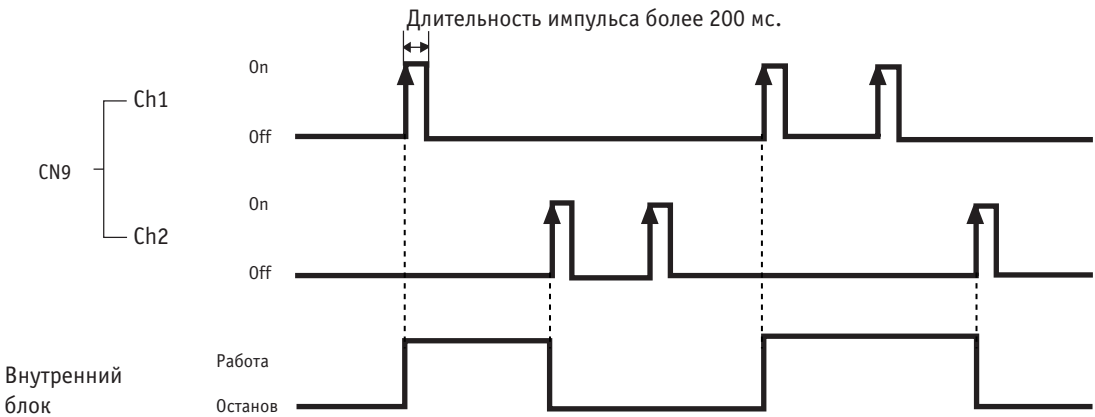 Длительность импульса более 200 мс.
On
Ch1
Off
CN9
On
Ch2
Off
Работа
Внутренний
блок
Останов